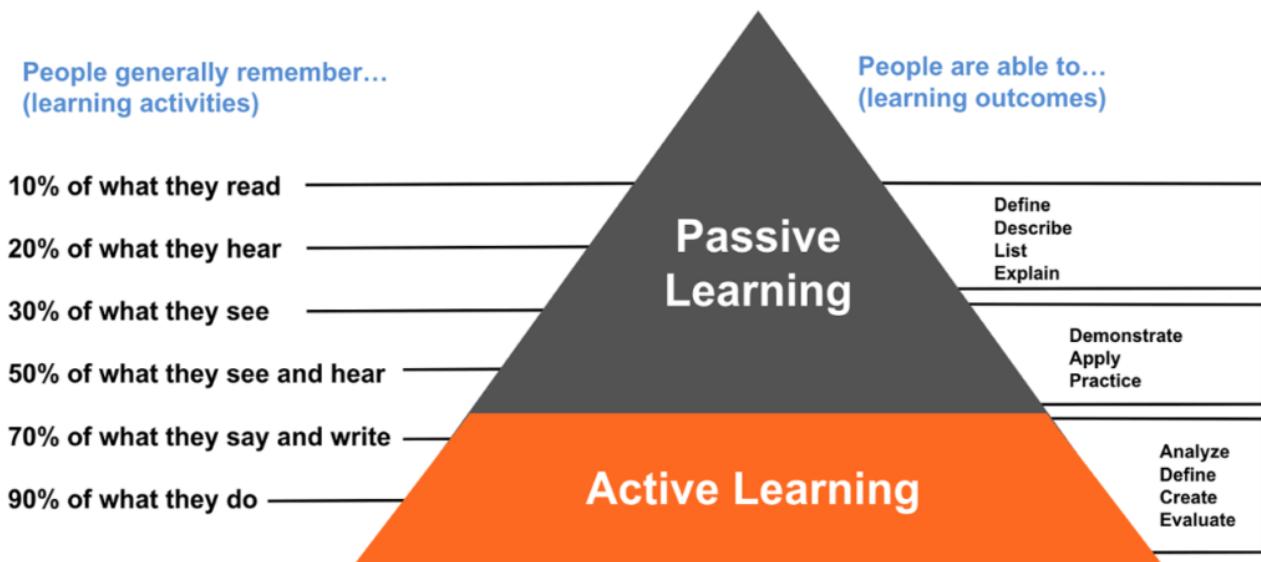 People generally remember…
(learning activities)
People are able to…
(learning outcomes)
10% of what they read
20% of what they hear
30% of what they see
50% of what they see and hear
70% of what they say and write
90% of what they do
Passive
Learning
Active Learning
Define
Describe
List
Explain
Demonstrate
Apply
Practice
Analyze
Define
Create
Evaluate